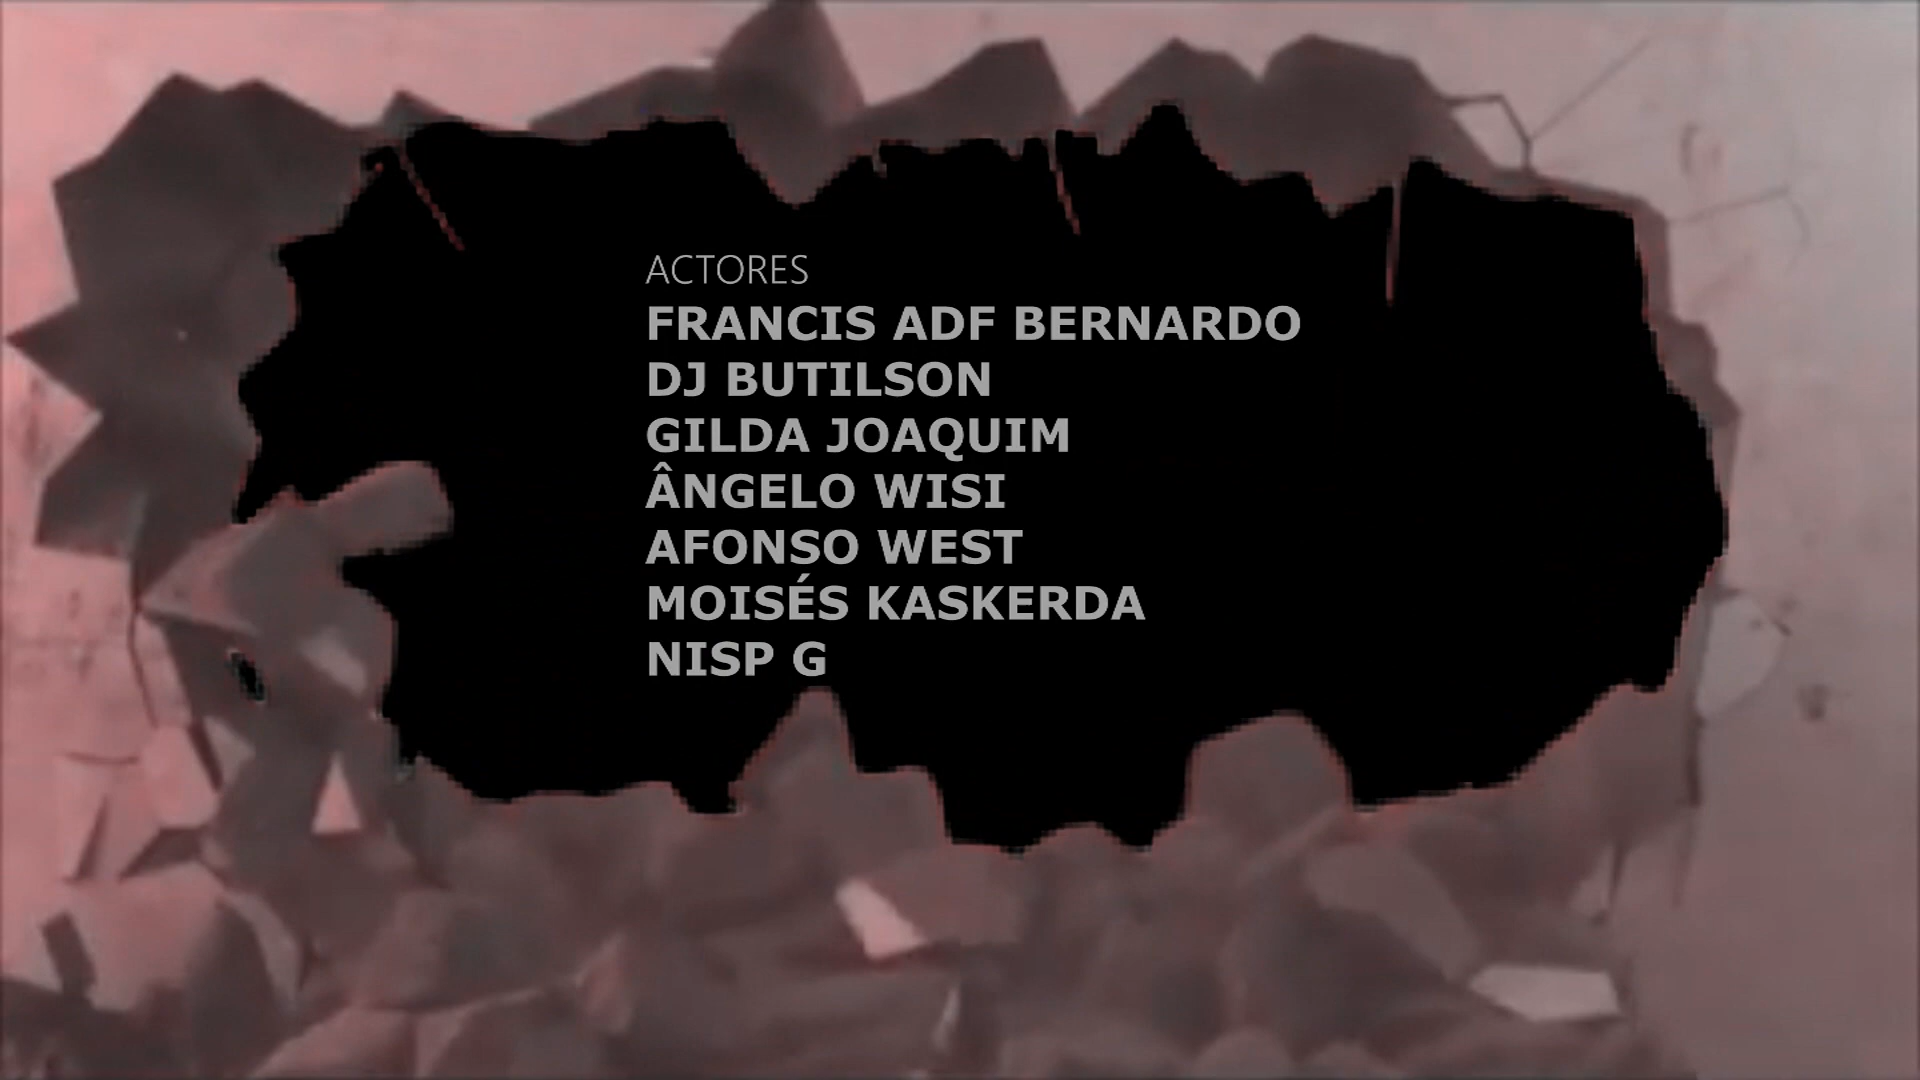 ACTORES
FRANCIS ADF BERNARDO
DJ BUTILSON
GILDA JOAQUIM
ÂNGELO WISI
AFONSO WEST
MOISÉS KASKERDA
NISP G